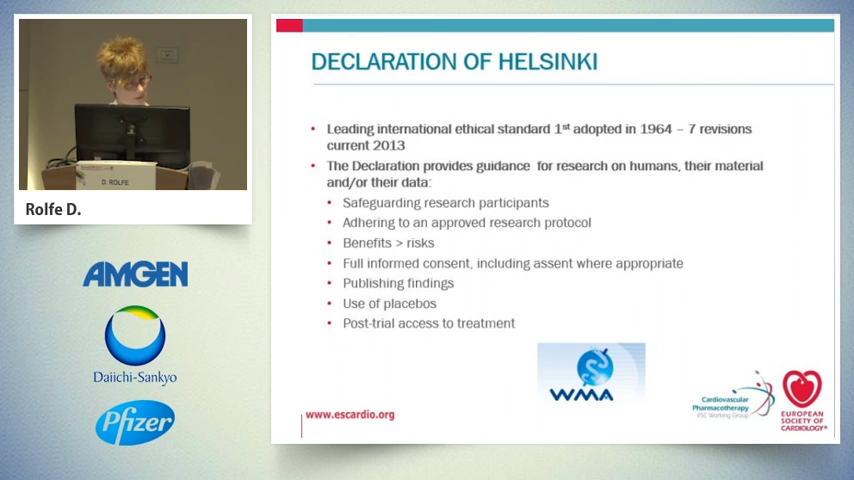 D. ROLFE
Rolfe D.
AMGEN
Daiichi-Sankyo
Pfizer
DECLARATION OF HELSINKI
• Leading international ethical standard 1st adopted in 1964 – 7 revisions
current 2013
• The Declaration provides guidance for research on humans, their material
and/or their data:
• Safeguarding research participants
• Adhering to an approved research protocol
• Benefits > risks
• Full informed consent, including assent where appropriate
• Publishing findings
• Use of placebos
• Post-trial access to treatment
WMA
www.escardio.org
Cardiovascular
Pharmacotherapy
ESC Working Group
EUROPEAN
SOCIETY OF
CARDIOLOGY®